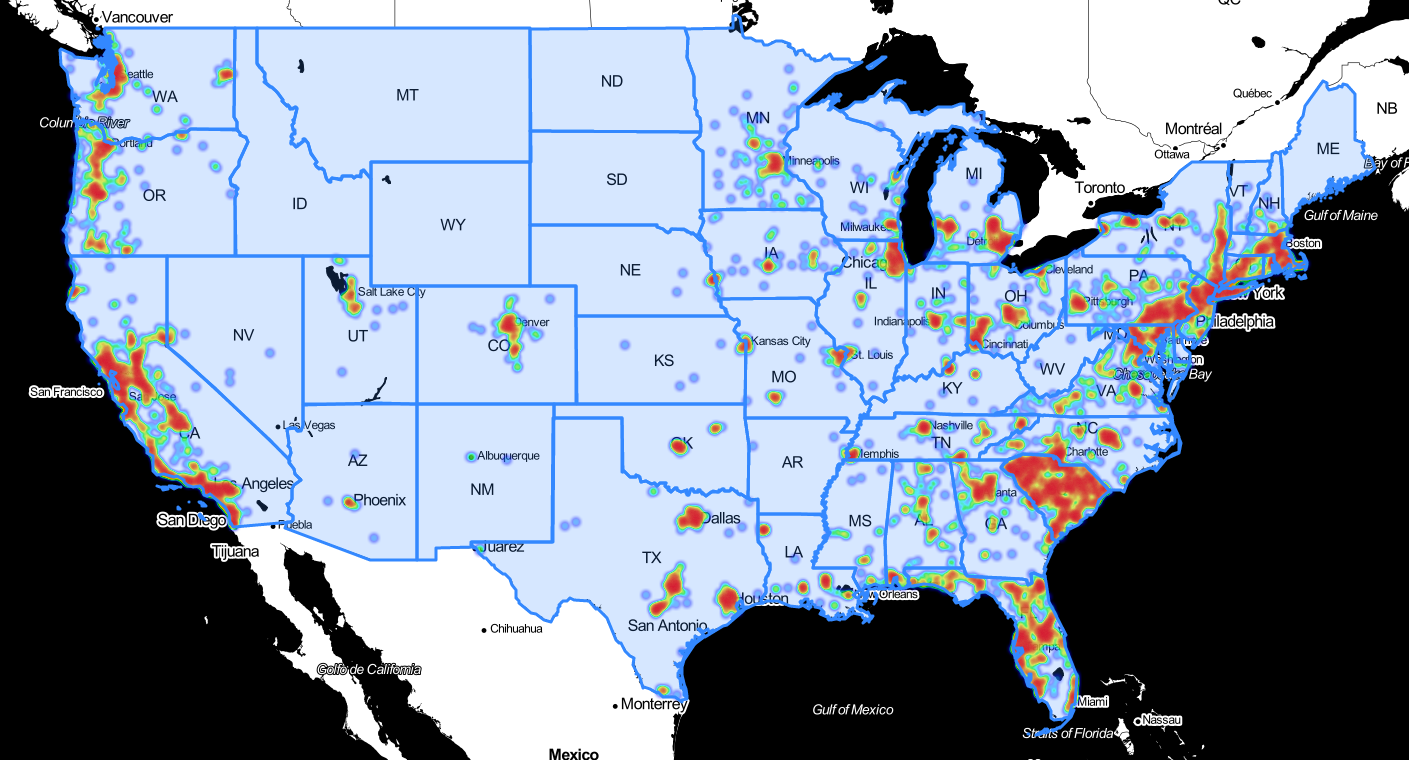 QC
Vancouver
eattle
WA
MT
ND
MN
Québec
NB
Montréal
Ottawa
Columbia River
Portland
Minneapolis
ME
Bay of F
OR
ID
SD
WI
MI
Toronto
VT
NH
WY
Gulf of Maine
Milwaukee
Detr
NY
Boston
IA
Chicag
Cleveland
NE
IL
IN
OH
PA
Pittsburgh
New York
Salt Lake City
Denver
Indianapolis
Columbus
Philadelphia
NV
UT
CO
Kansas City
St. Louis
Cincinnati
MD
Baltimore
Washington
KS
MO
WV
Chesapeake Bay
San Francisco
San Jose
KY
VA
Las Vegas
CA
OK
Nashville
TN
NC
Charlotte
AZ
Albuquerque
NM
AR
Memphis
Los Angeles
Phoenix
anta
San Diego
Puebla
Dallas
MS
AL
GA
Tijuana
Juarez
TX
LA
Houston
New Orleans
San Antonio
Chihuahua
mpa
Golfo de California
Monterrey
Gulf of Mexico
Miami
Nassau
Straits of Florida
Mexico